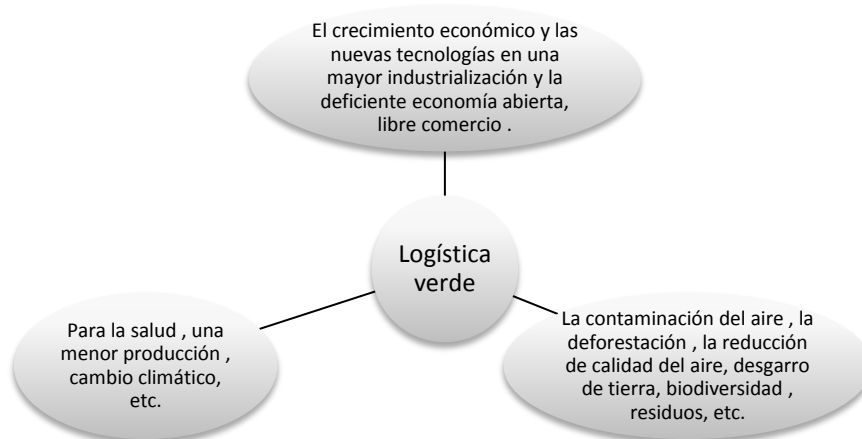 El crecimiento económico y las
nuevas tecnologías en una
mayor industrialización y la
deficiente economía abierta,
libre comercio .
Logística
verde
Para la salud , una
menor producción ,
cambio climático,
etc.
La contaminación del aire , la
deforestación , la reducción
de calidad del aire, desgarro
de tierra, biodiversidad ,
residuos, etc.